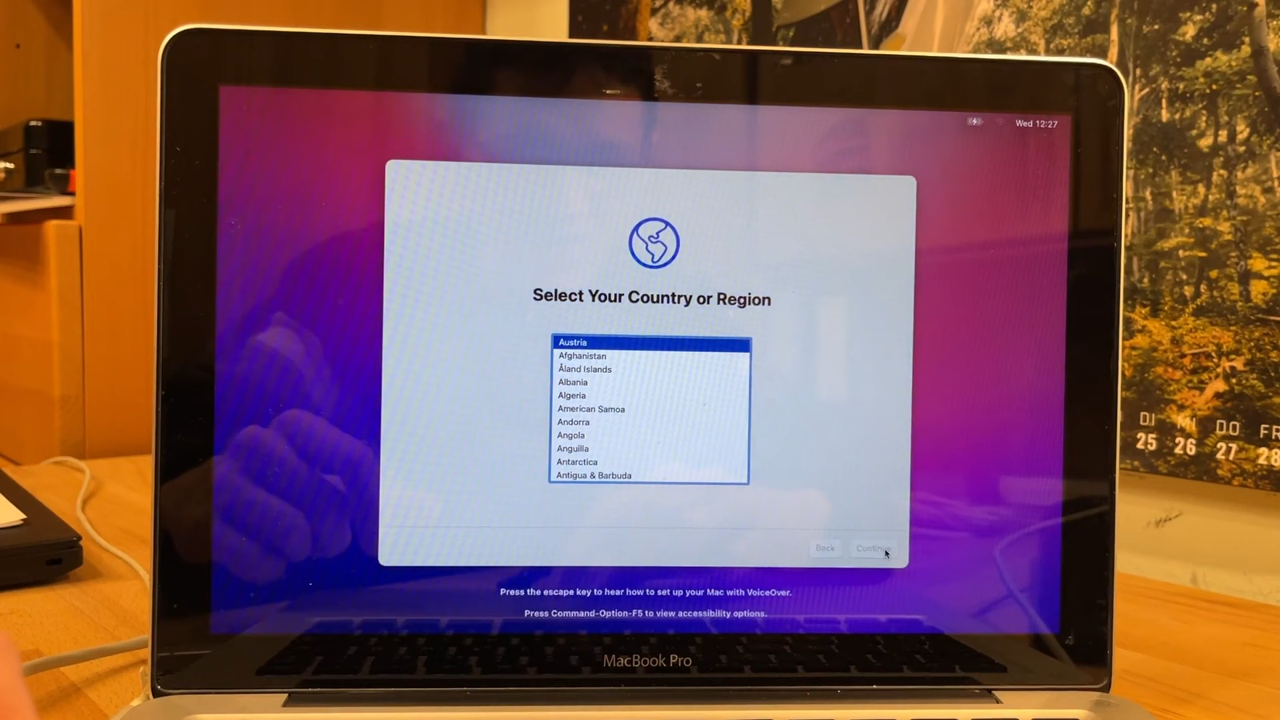 Wed 12:27
Select Your Country or Region
Austria
Afghanistan
Åland Islands
Albania
Algeria
American Samoa
Andorra
Angola
Anguilla
Antarctica
Antigua & Barbuda
Back
Continue
Press the escape key to hear how to set up your Mac with VoiceOver.
Press Command-Option-F5 to view accessibility options.
MacBook Pro
DI MI DO FR
25 26 27 28